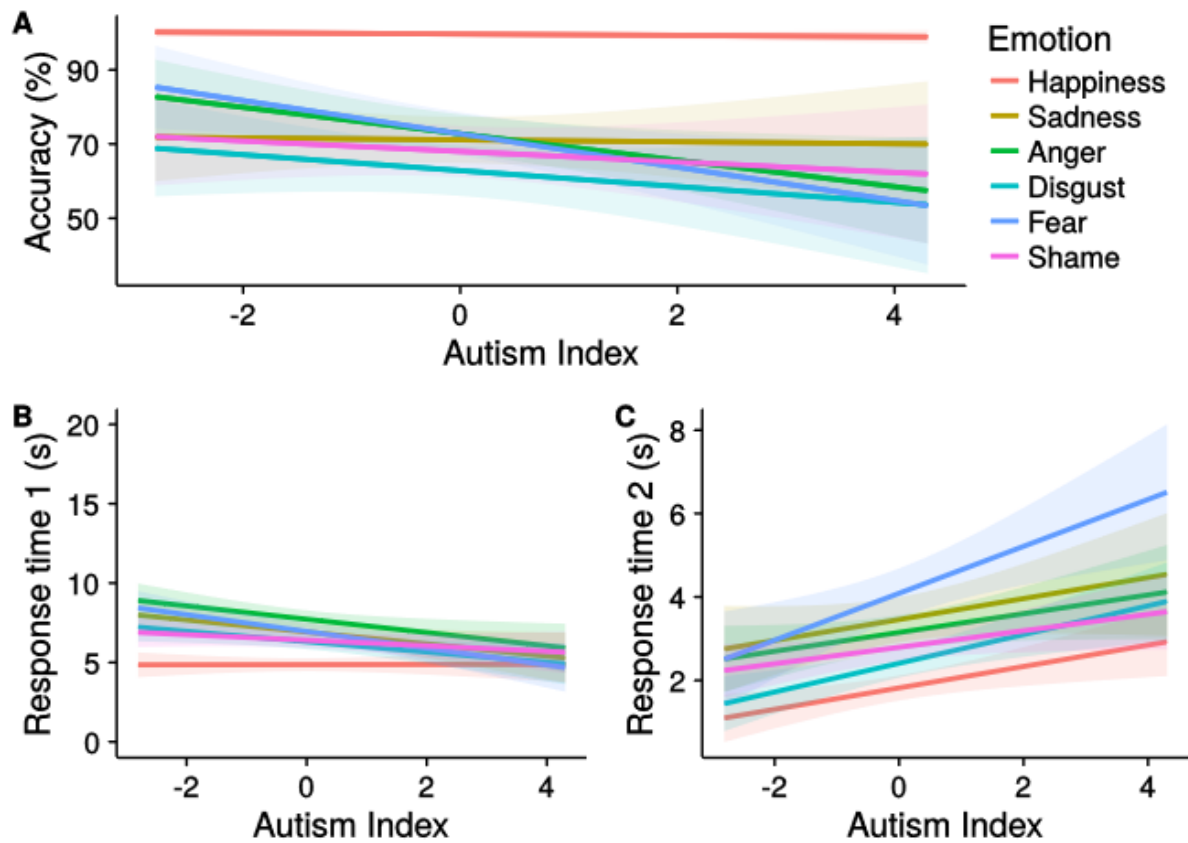 A
Accuracy (%)
90
70
50
-2 0 2 4
Autism Index
Emotion
Happiness
Sadness
Anger
Disgust
Fear
Shame
B
Response time 1 (s)
20
15
10
5
0
-2 0 2 4
Autism Index
C
Response time 2 (s)
8
6
4
2
-2 0 2 4
Autism Index